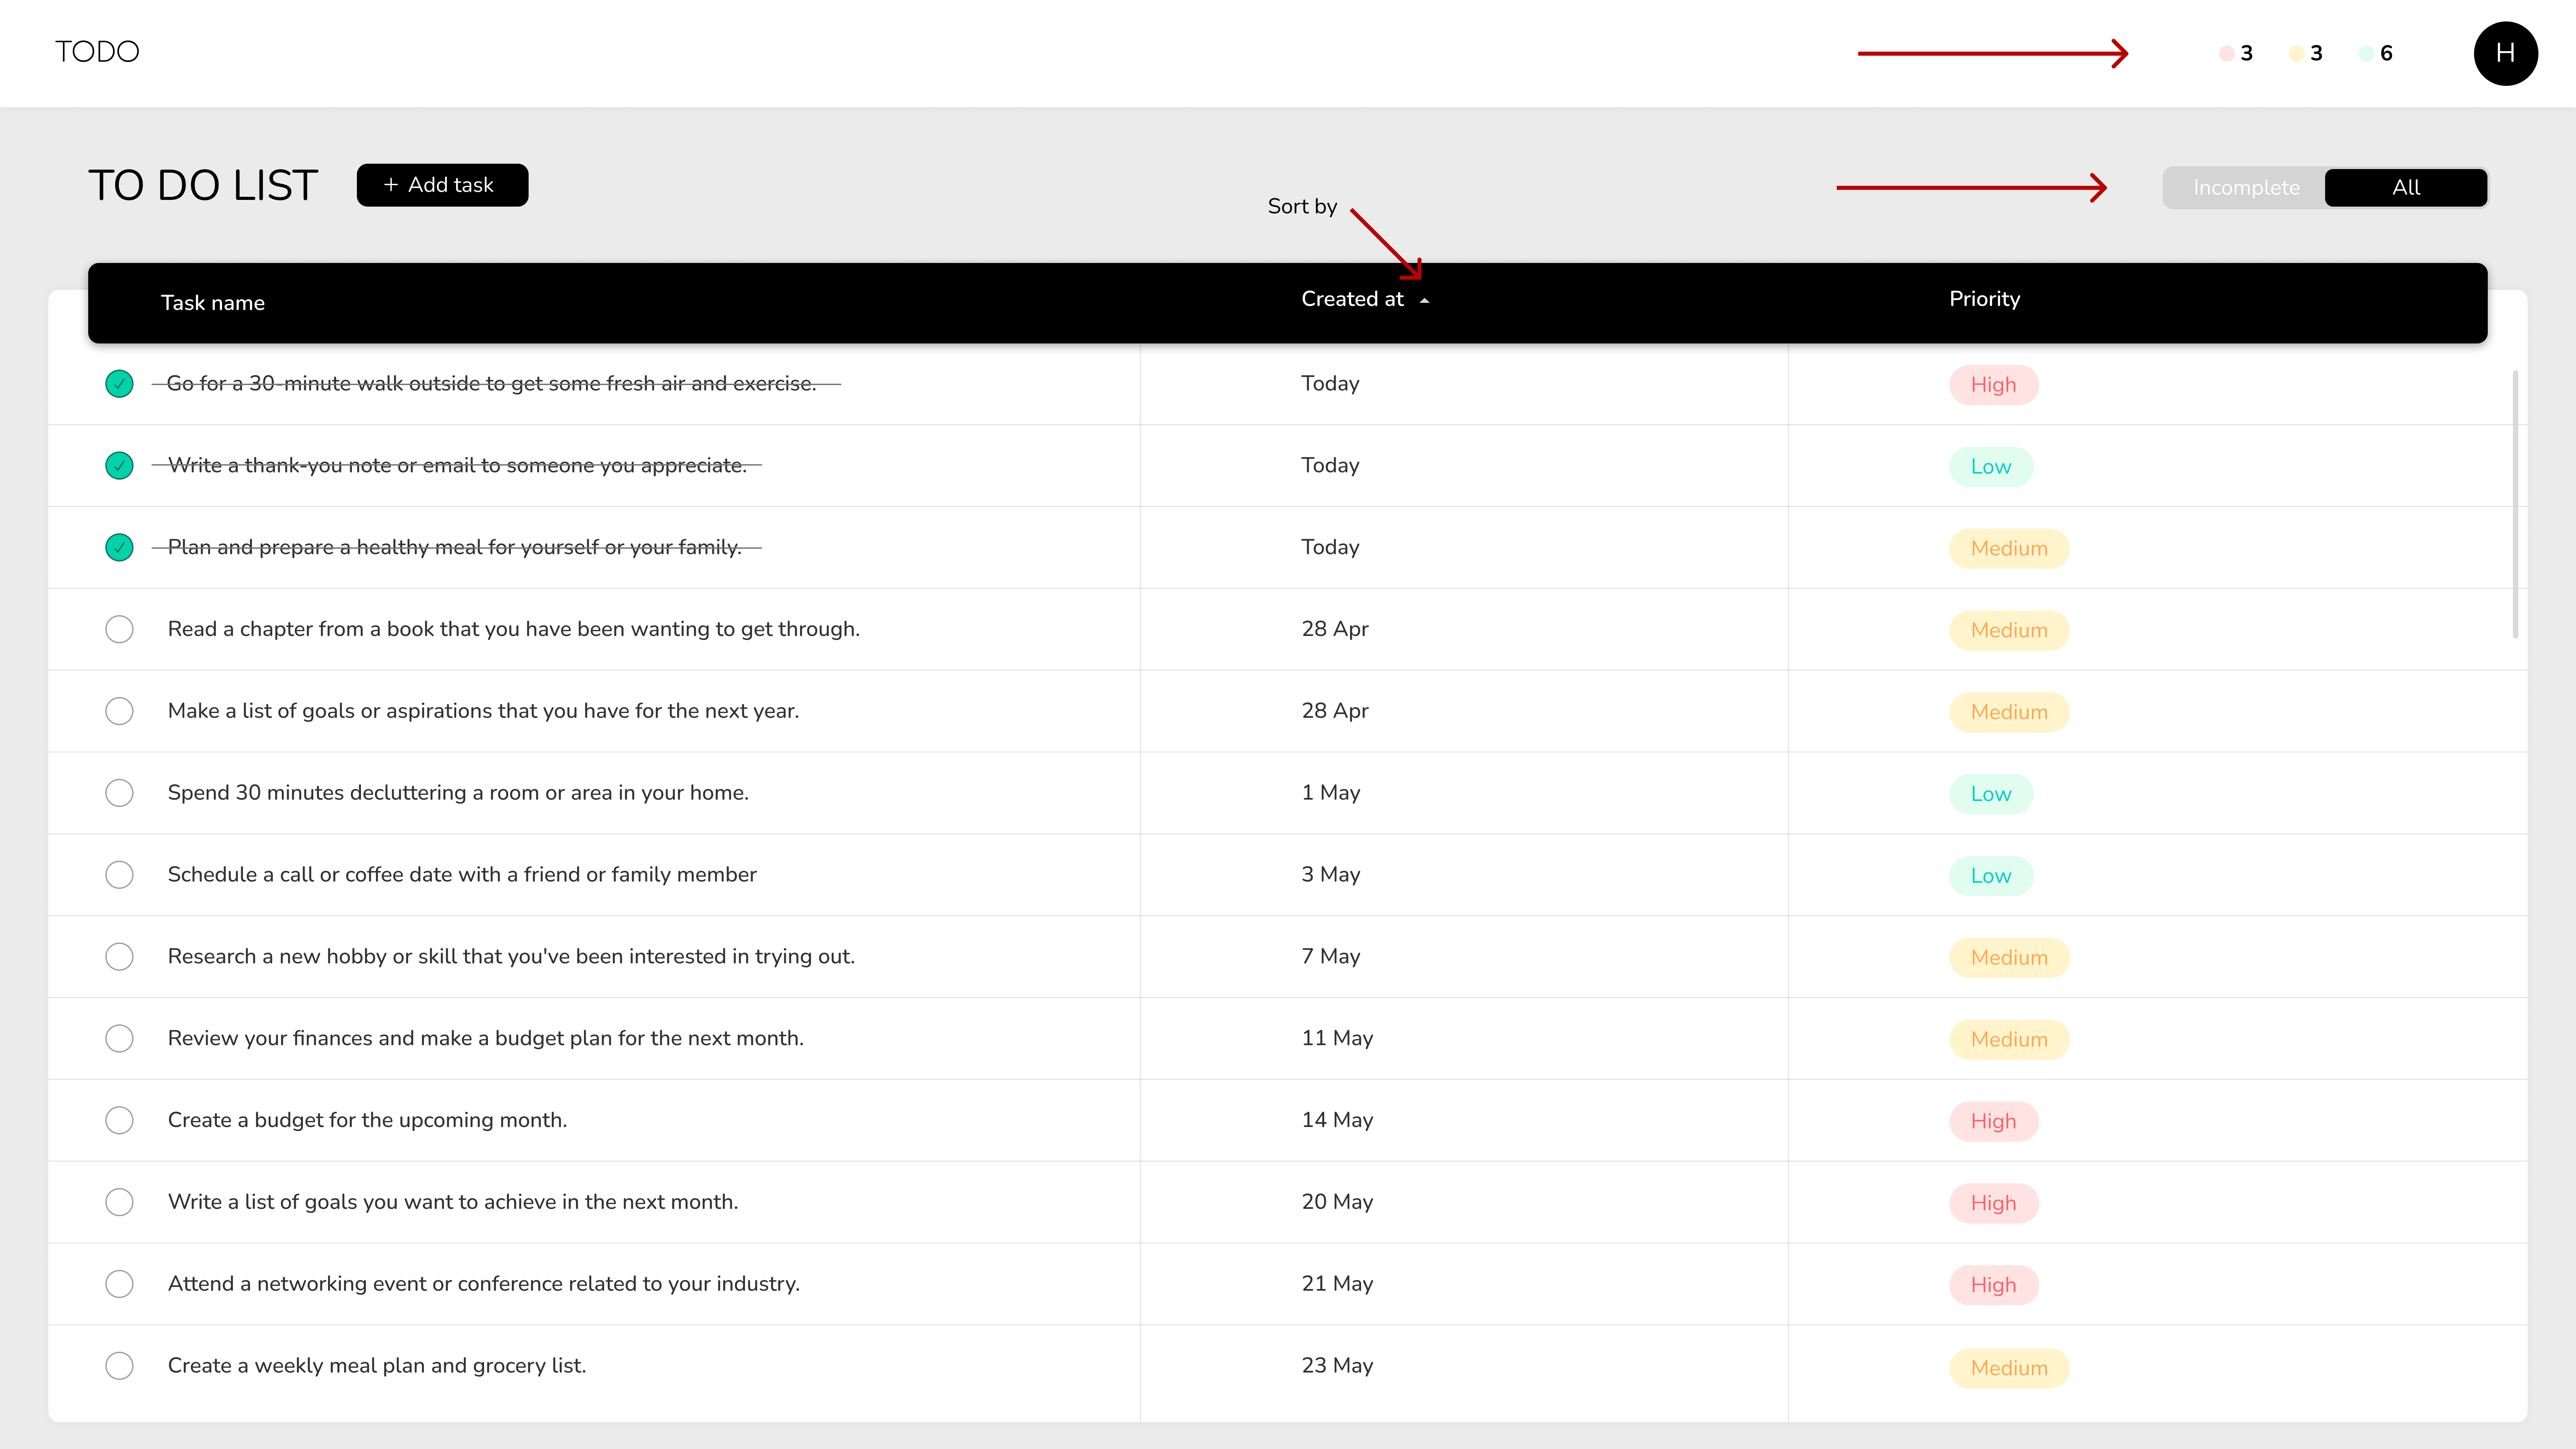 TODO 3 3 6 H
TO DO LIST + Add task Incomplete All
Sort by
Task name Created at Priority
Go for a 30-minute walk outside to get some fresh air and exercise. Today High
Write a thank-you note or email to someone you appreciate. Today Low
Plan and prepare a healthy meal for yourself or your family. Today Medium
Read a chapter from a book that you have been wanting to get through. 28 Apr Medium
Make a list of goals or aspirations that you have for the next year. 28 Apr Medium
Spend 30 minutes decluttering a room or area in your home. 1 May Low
Schedule a call or coffee date with a friend or family member 3 May Low
Research a new hobby or skill that you've been interested in trying out. 7 May Medium
Review your finances and make a budget plan for the next month. 11 May Medium
Create a budget for the upcoming month. 14 May High
Write a list of goals you want to achieve in the next month. 20 May High
Attend a networking event or conference related to your industry. 21 May High
Create a weekly meal plan and grocery list. 23 May Medium